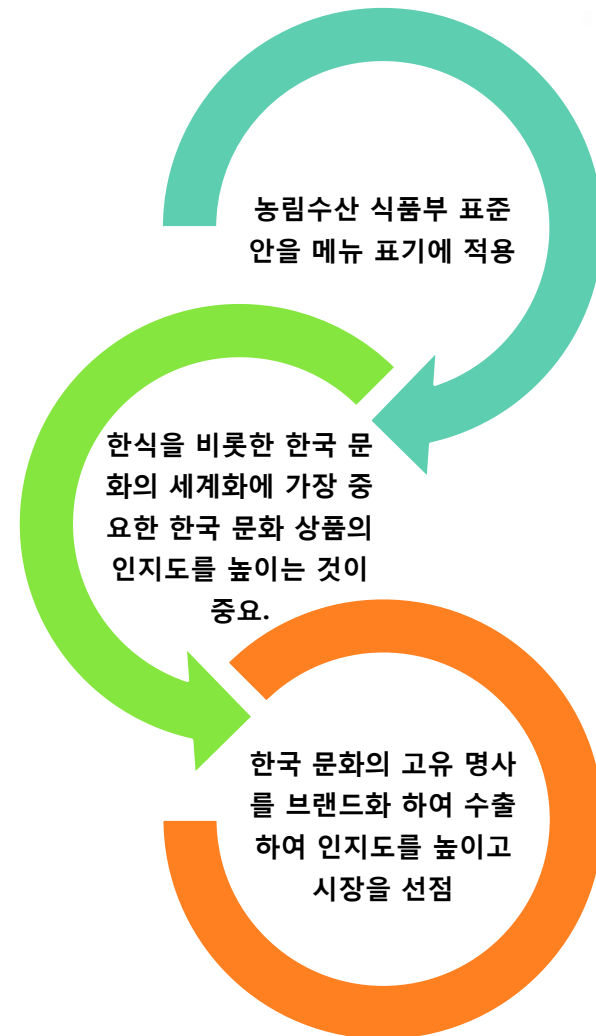 농림수산 식품부 표준
안을 메뉴 표기에 적용
한식을 비롯한 한국 문
화의 세계화에 가장 중
요한 한국 문화 상품의
인지도를 높이는 것이
중요.
한국 문화의 고유 명사
를 브랜드화 하여 수출
하여 인지도를 높이고
시장을 선점